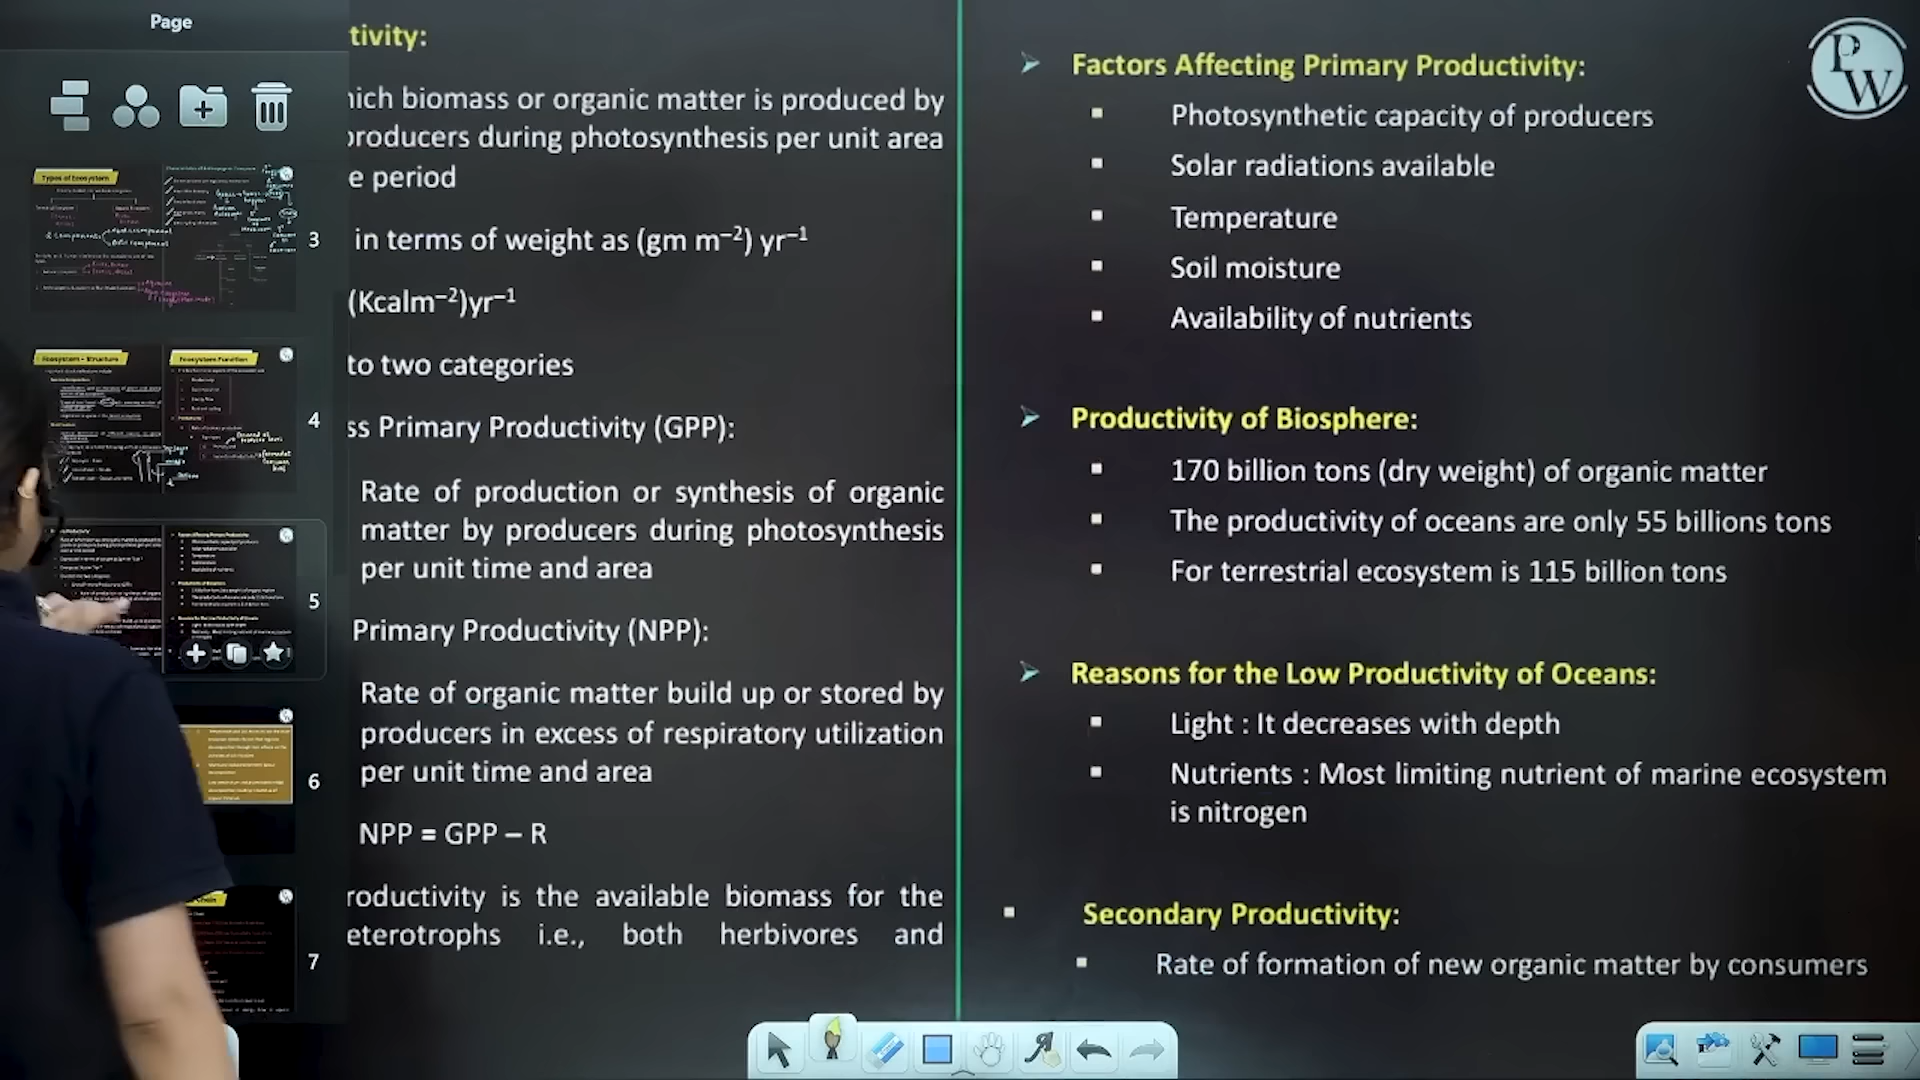 Page
3
Types of Ecosystem
4
Ecosystem - Structure
Ecosystem Function
5
6
7
tivity:
hich biomass or organic matter is produced by
producers during photosynthesis per unit area
e period
in terms of weight as (gm m⁻²) yr⁻¹
(Kcalm⁻²)yr⁻¹
to two categories
ss Primary Productivity (GPP):
Rate of production or synthesis of organic
matter by producers during photosynthesis
per unit time and area
Primary Productivity (NPP):
Rate of organic matter build up or stored by
producers in excess of respiratory utilization
per unit time and area
NPP = GPP – R
roductivity is the available biomass for the
eterotrophs i.e., both herbivores and
Factors Affecting Primary Productivity:
Photosynthetic capacity of producers
Solar radiations available
Temperature
Soil moisture
Availability of nutrients
Productivity of Biosphere:
170 billion tons (dry weight) of organic matter
The productivity of oceans are only 55 billions tons
For terrestrial ecosystem is 115 billion tons
Reasons for the Low Productivity of Oceans:
Light : It decreases with depth
Nutrients : Most limiting nutrient of marine ecosystem
is nitrogen
Secondary Productivity:
Rate of formation of new organic matter by consumers
PW